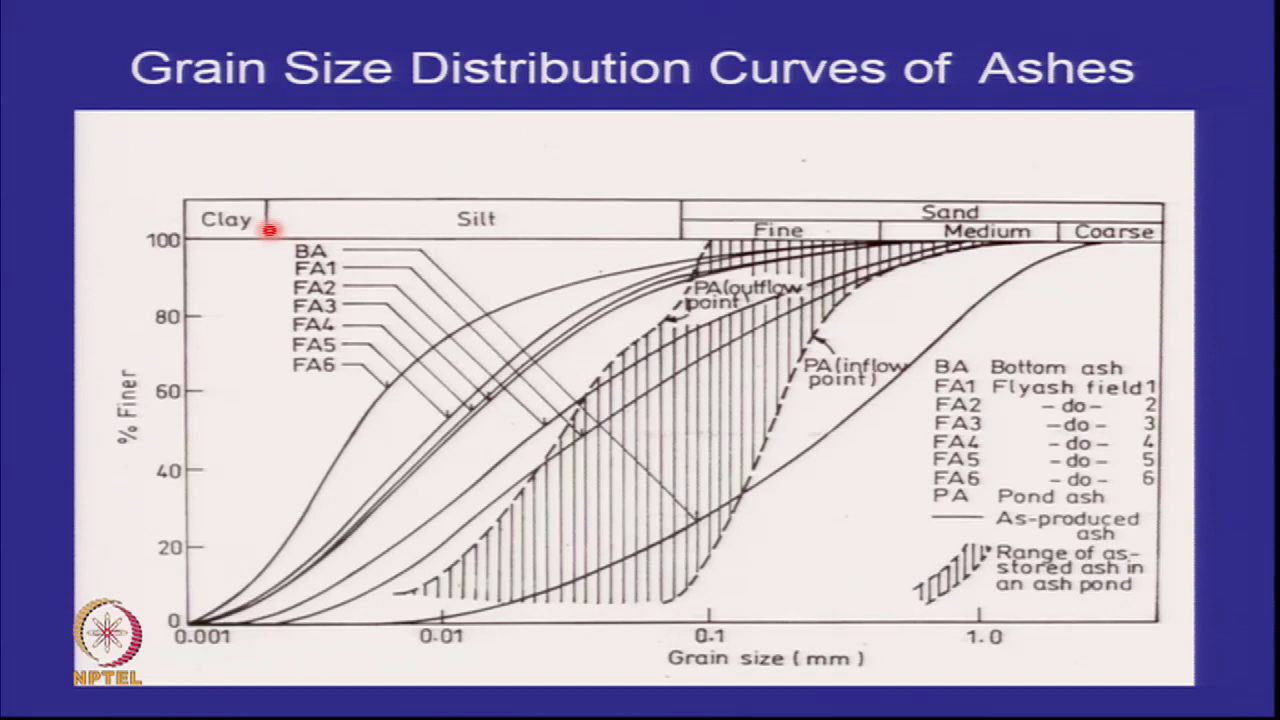 Grain Size Distribution Curves of Ashes
Clay
Silt
Sand
Fine
Medium
Coarse
100
80
60
40
20
0
% Finer
BA
FA1
FA2
FA3
FA4
FA5
FA6
PA (outflow
point)
PA (inflow
point)
BA Bottom ash
FA1 Flyash field 1
FA2 -do- 2
FA3 -do- 3
FA4 -do- 4
FA5 -do- 5
FA6 -do- 6
PA Pond ash
As-produced
ash
Range of as-
stored ash in
an ash pond
0.001
0.01
0.1
1.0
Grain size (mm)
NPTEL